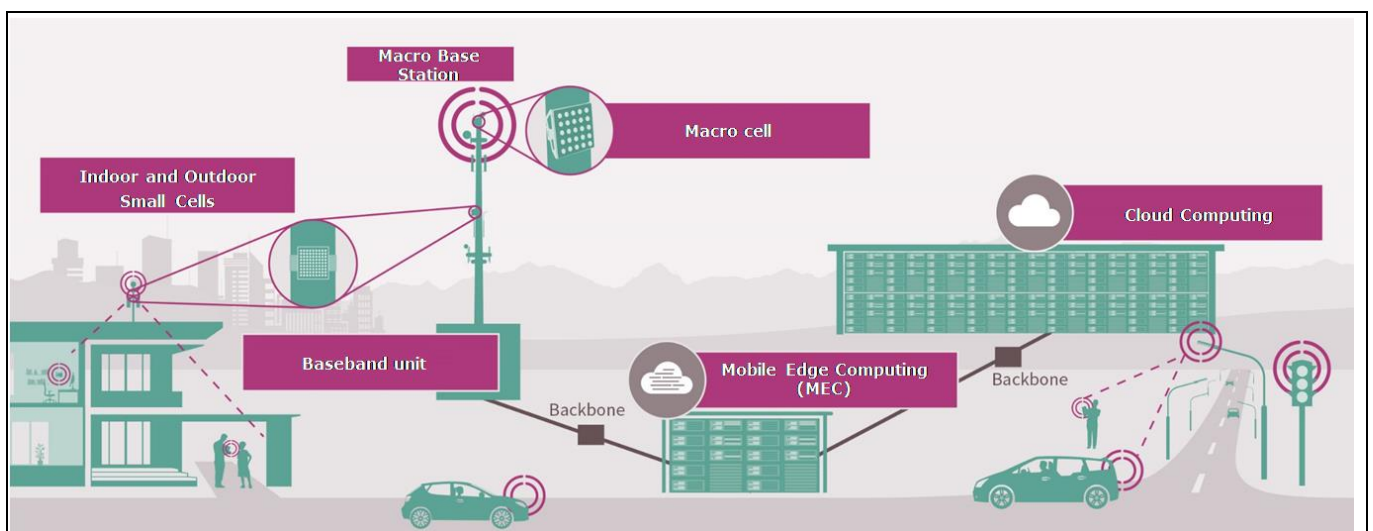 Macro Base
Station
Macro cell
Indoor and Outdoor
Small Cells
Cloud Computing
Baseband unit
Mobile Edge Computing
(MEC)
Backbone
Backbone